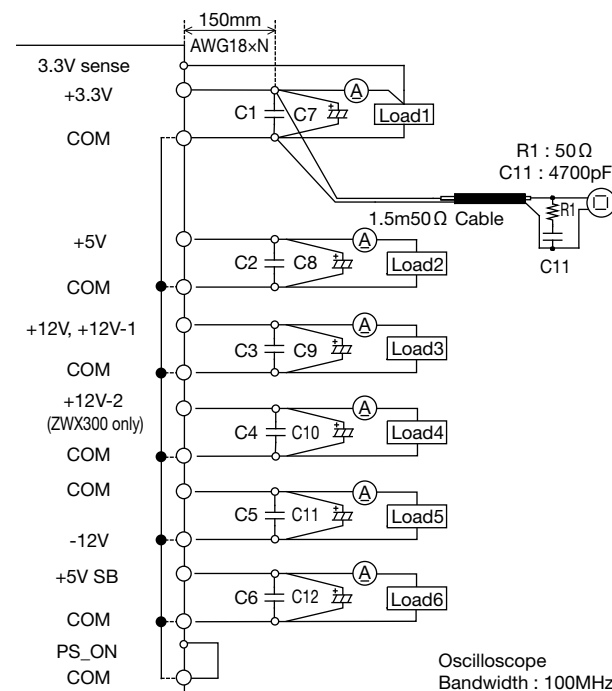 150mm
AWG18×N
3.3V sense
+3.3V
C1 C7 + A Load1
COM
R1 : 50Ω
C11 : 4700pF
R1
1.5m50Ω Cable
C11
+5V
C2 C8 + A Load2
COM
+12V, +12V-1
C3 C9 + A Load3
COM
+12V-2
(ZWX300 only)
C4 C10 + A Load4
COM
COM
C5 C11 + A Load5
-12V
+5V SB
C6 C12 + A Load6
COM
PS_ON
COM
Oscilloscope
Bandwidth : 100MHz